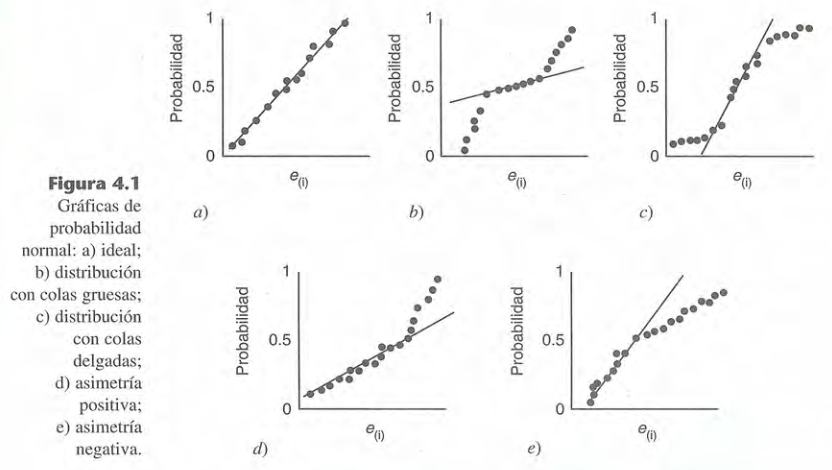 1
0.5
0
Probabilidad
e(i)
a)
1
0.5
0
Probabilidad
e(i)
b)
1
0.5
0
Probabilidad
e(i)
c)
Figura 4.1
Gráficas de
probabilidad
normal: a) ideal;
b) distribución
con colas gruesas;
c) distribución
con colas
delgadas;
d) asimetría
positiva;
e) asimetría
negativa.
1
0.5
0
Probabilidad
e(i)
d)
1
0.5
0
Probabilidad
e(i)
e)